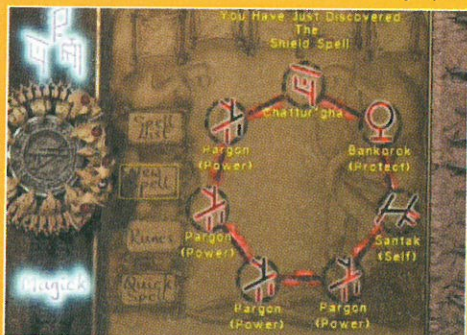 You Have Just Discovered
The
Shield Spell
Chattur'gha
Pargon
(Power)
Bankorok
(Protect)
Spell
List
New
Spell
Pargon
(Power)
Santak
(Self)
Runes
Quick
Spell
Pargon
(Power)
Pargon
(Power)
Magick